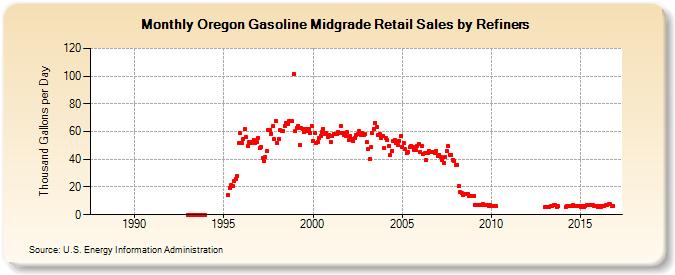 Monthly Oregon Gasoline Midgrade Retail Sales by Refiners
Thousand Gallons per Day
120
100
80
60
40
20
0
1990 1995 2000 2005 2010 2015
Source: U.S. Energy Information Administration